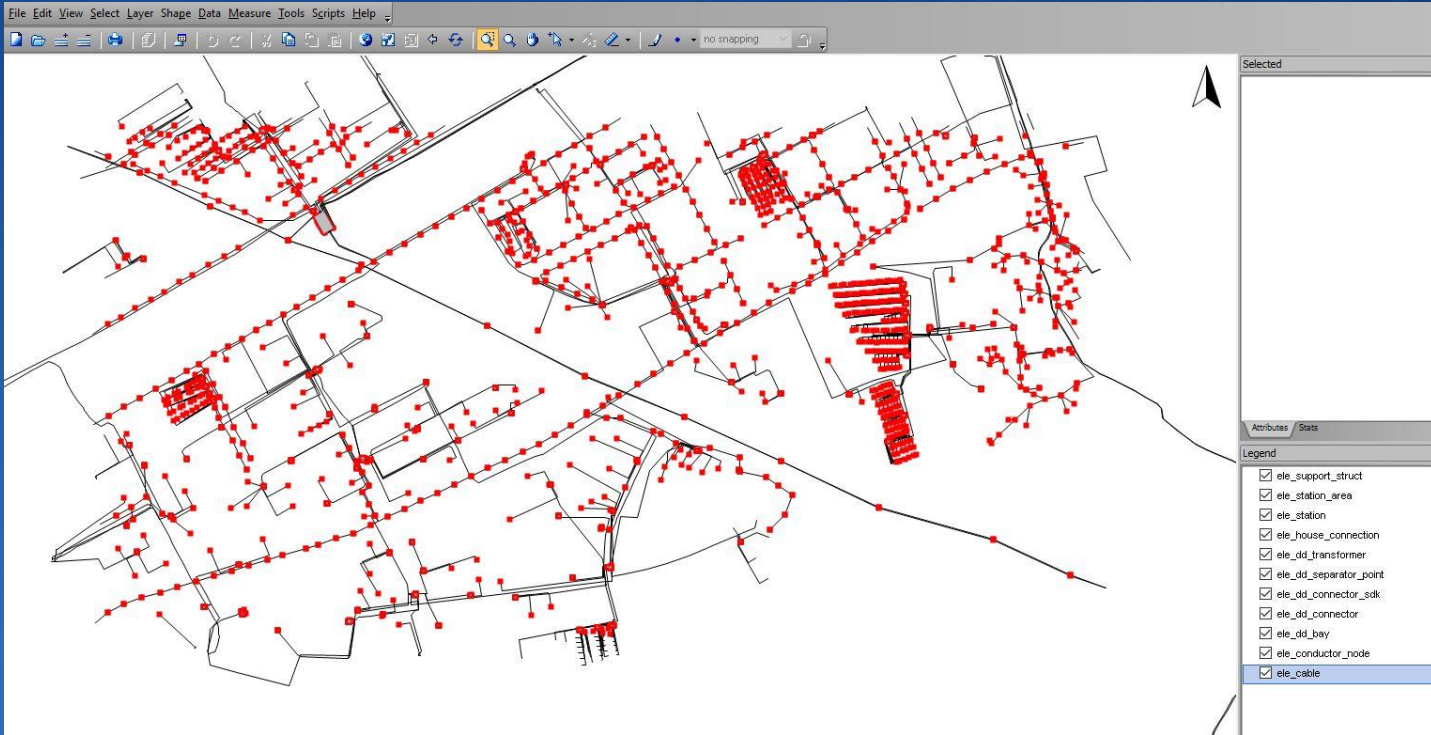 File Edit View Select Layer Shape Data Measure Tools Scripts Help
no snapping
Selected
Attributes Stats
Legend
ele_support_struct
ele_station_area
ele_station
ele_house_connection
ele_dd_transformer
ele_dd_separator_point
ele_dd_connector_sdk
ele_dd_connector
ele_dd_bay
ele_conductor_node
ele_cable